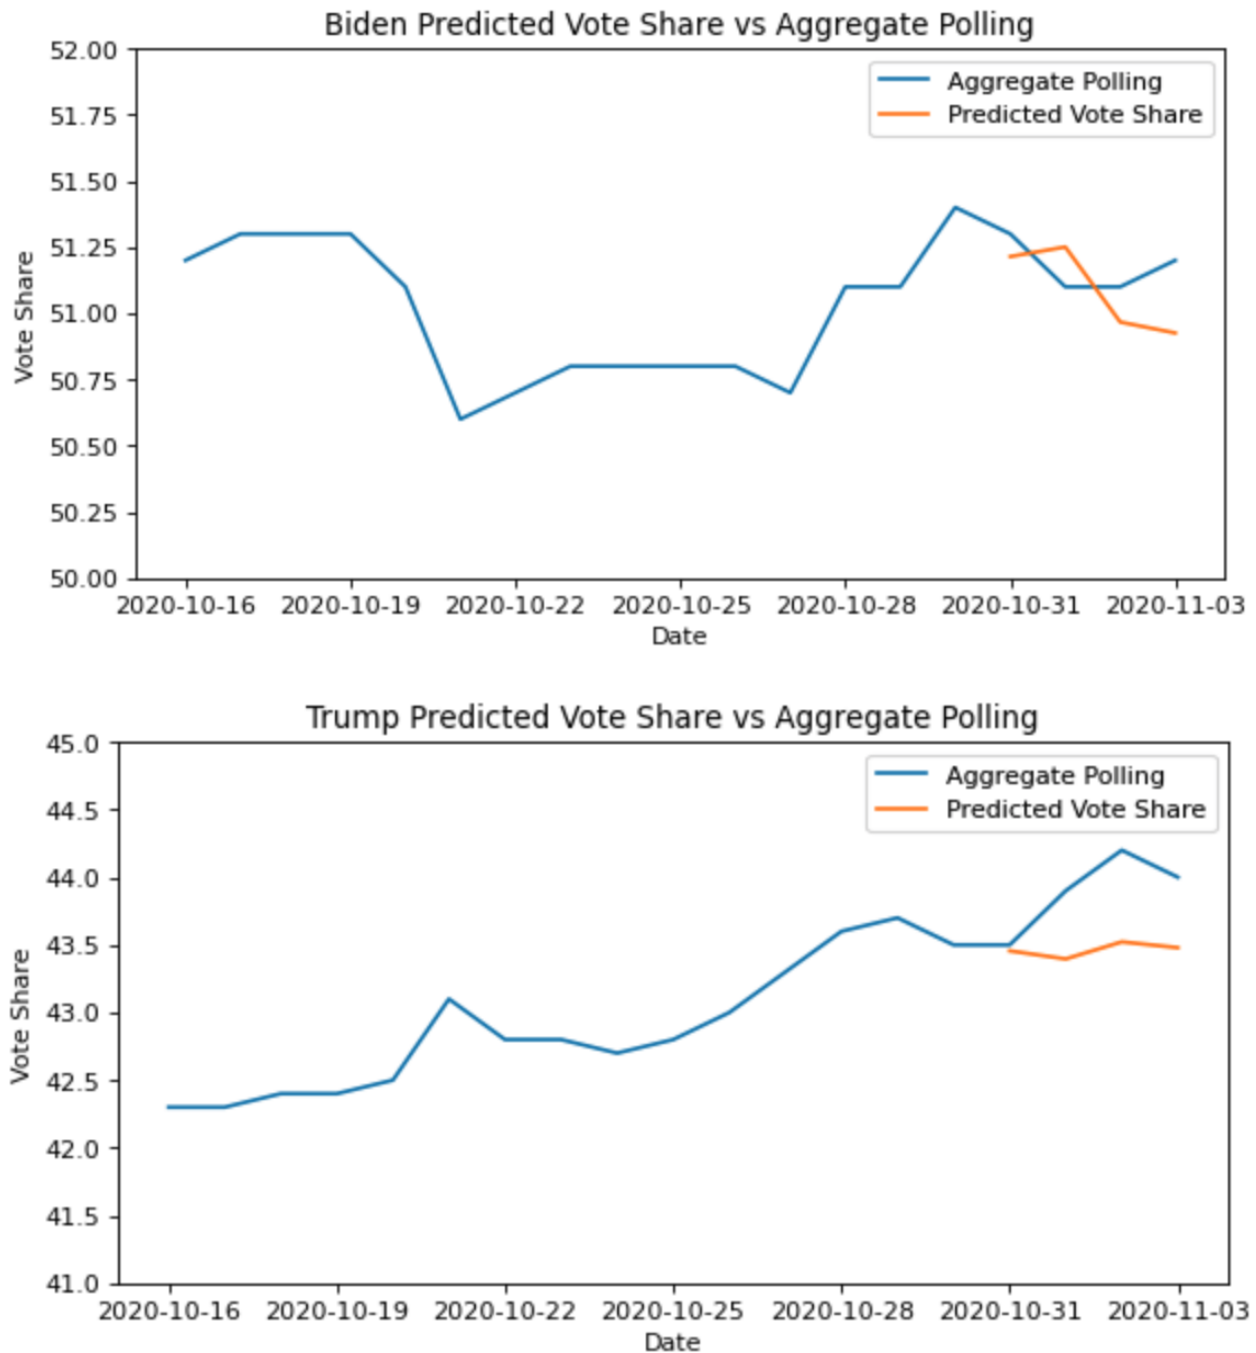 Biden Predicted Vote Share vs Aggregate Polling
52.00
51.75
51.50
51.25
51.00
50.75
50.50
50.25
50.00
Vote Share
Aggregate Polling
Predicted Vote Share
2020-10-16 2020-10-19 2020-10-22 2020-10-25 2020-10-28 2020-10-31 2020-11-03
Date
Trump Predicted Vote Share vs Aggregate Polling
45.0
44.5
44.0
43.5
43.0
42.5
42.0
41.5
41.0
Vote Share
Aggregate Polling
Predicted Vote Share
2020-10-16 2020-10-19 2020-10-22 2020-10-25 2020-10-28 2020-10-31 2020-11-03
Date